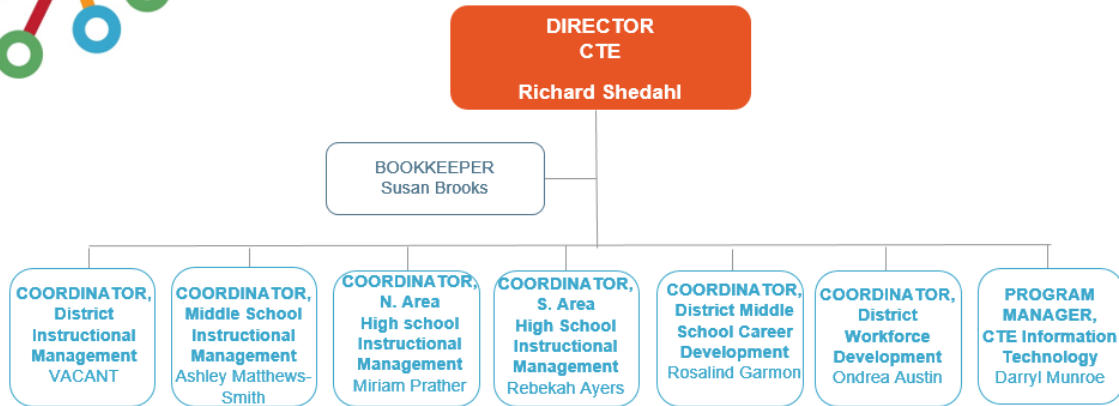 DIRECTOR
CTE
Richard Shedahl
BOOKKEEPER
Susan Brooks
COORDINATOR,
District
Instructional
Management
VACANT
COORDINATOR,
Middle School
Instructional
Management
Ashley Matthews-
Smith
COORDINATOR,
N. Area
High school
Instructional
Management
Miriam Prather
COORDINATOR,
S. Area
High School
Instructional
Management
Rebekah Ayers
COORDINATOR,
District Middle
School Career
Development
Rosalind Garmon
COORDINATOR,
District
Workforce
Development
Ondrea Austin
PROGRAM
MANAGER,
CTE Information
Technology
Darryl Munroe